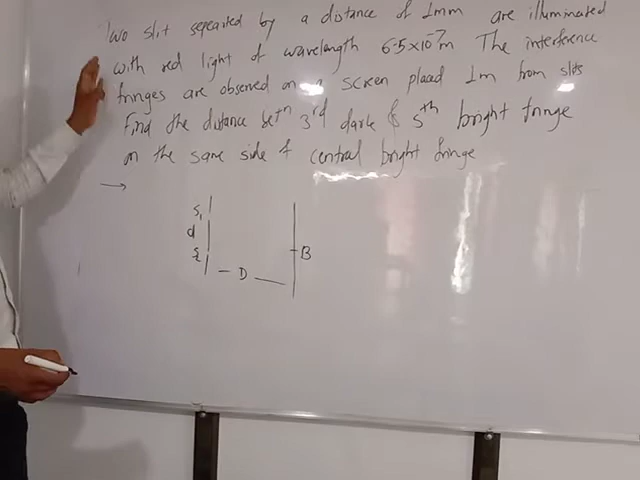 Two slit sepearted by a distance of 1mm are illuminated
with red light of wavelength 6.5×10⁻⁷m The interference
fringes are observed on a screen placed 1m from slits
Find the distance betⁿ 3rd dark & 5th bright fringe
on the same side of central bright fringe
→
S₁
d
S₂
D
B